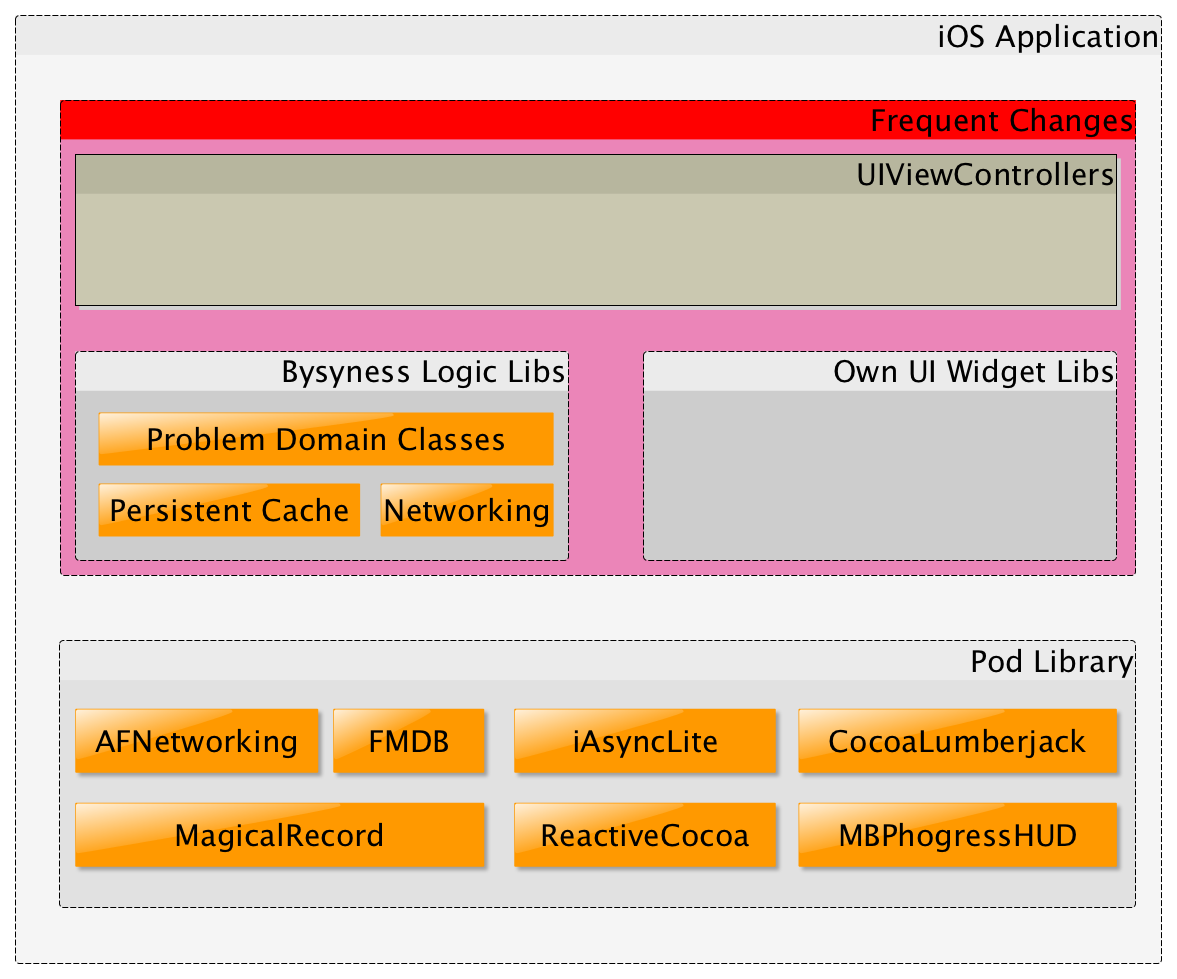 iOS Application
Frequent Changes
UIViewControllers
Bysyness Logic Libs
Own UI Widget Libs
Problem Domain Classes
Persistent Cache
Networking
Pod Library
AFNetworking
FMDB
iAsyncLite
CocoaLumberjack
MagicalRecord
ReactiveCocoa
MBPhogressHUD